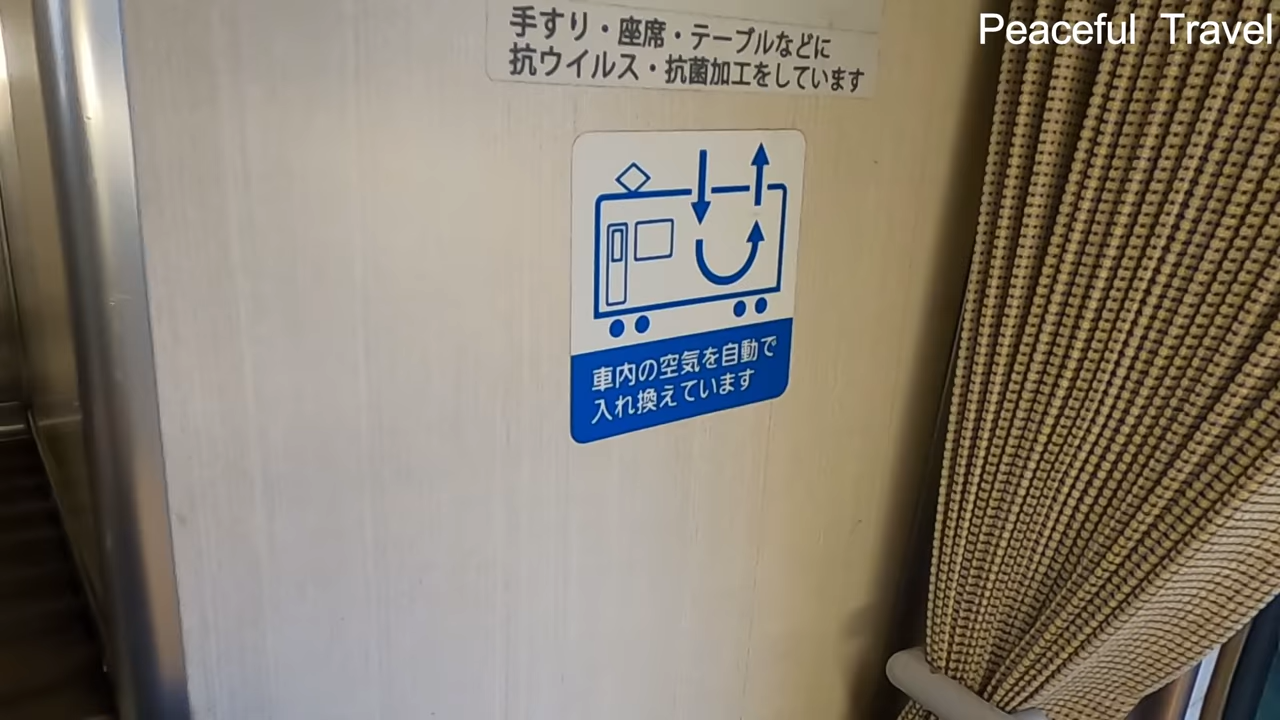 Peaceful Travel
手すり・座席・テーブルなどに
抗ウイルス・抗菌加工をしています
車内の空気を自動で
入れ換えています